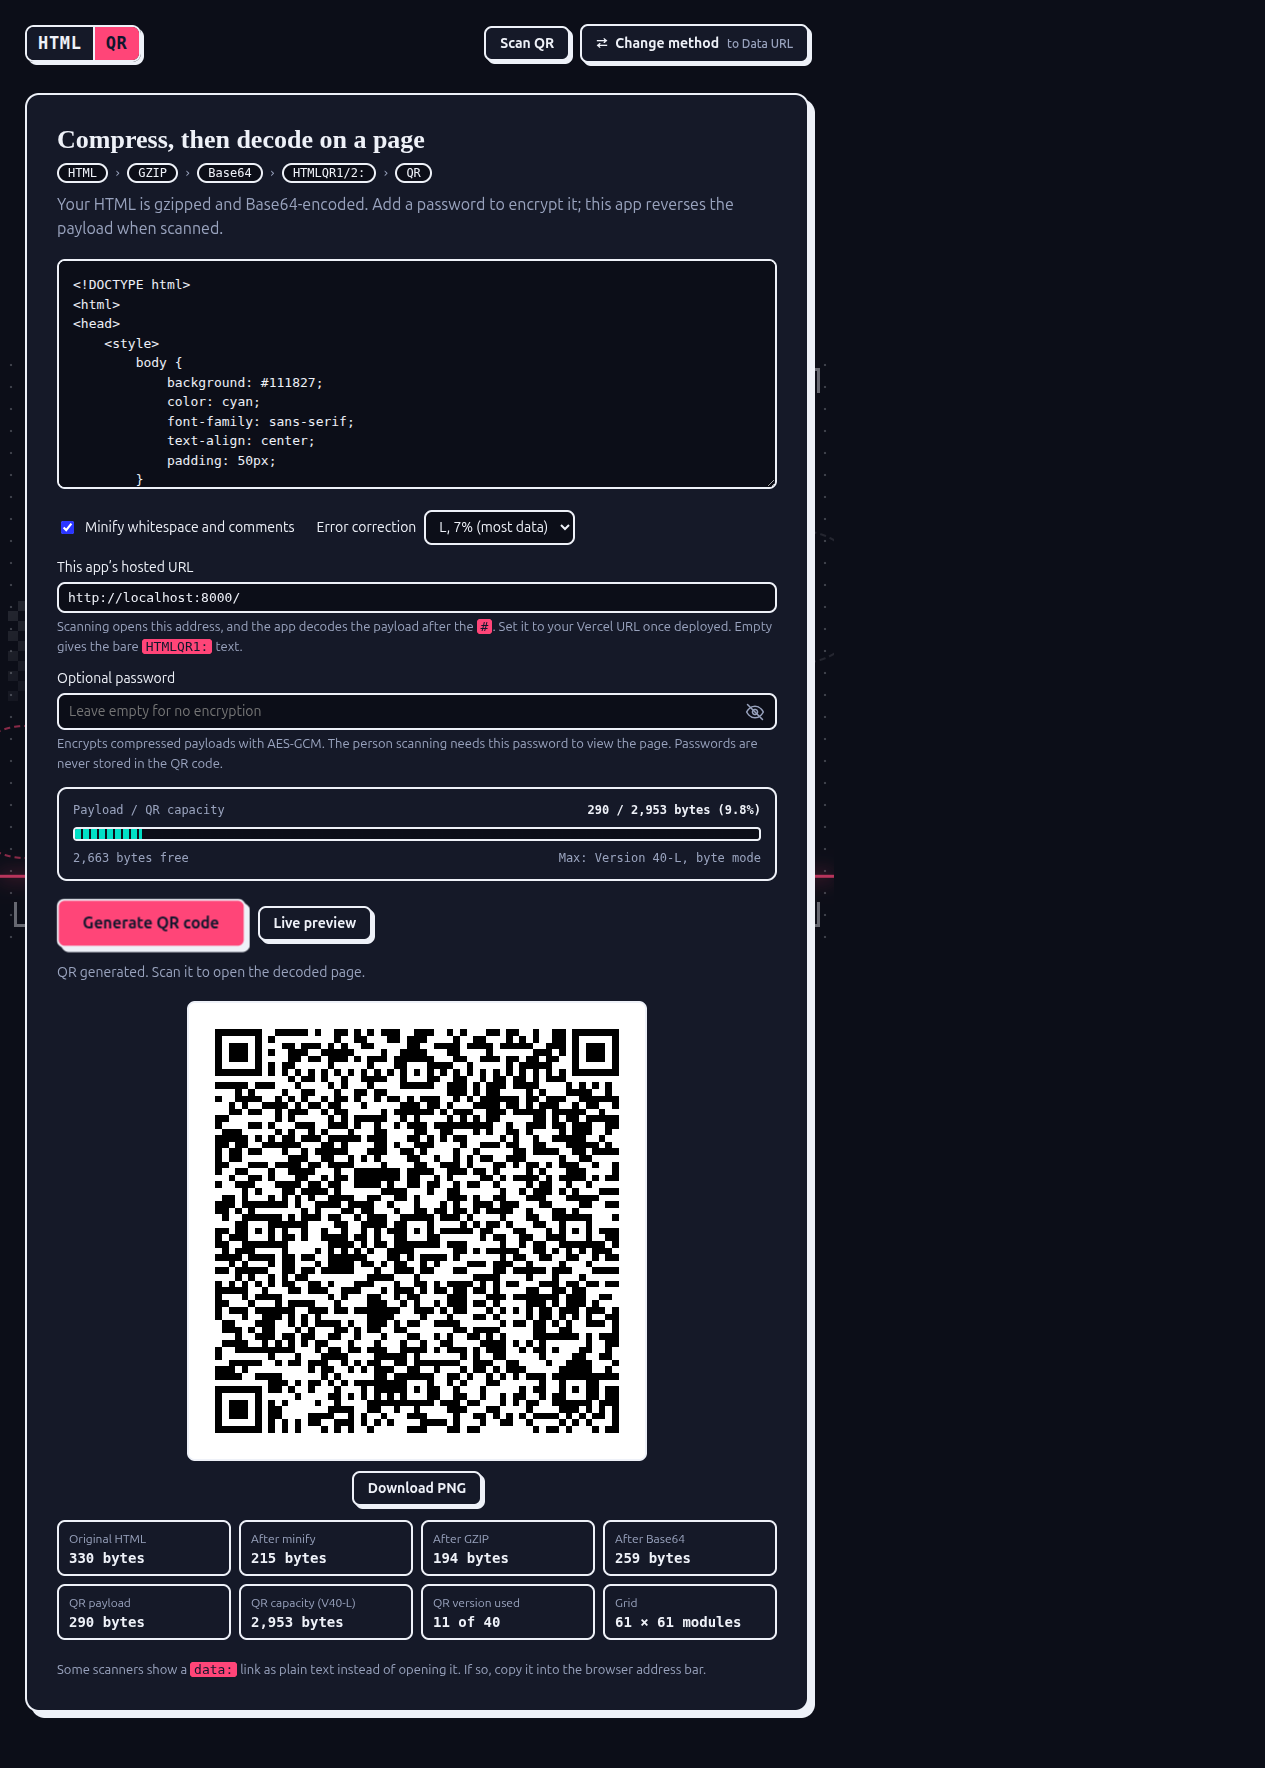 HTML QR
Scan QR
⇄ Change method to Data URL
Compress, then decode on a page
HTML › GZIP › Base64 › HTMLQR1/2: › QR
Your HTML is gzipped and Base64-encoded. Add a password to encrypt it; this app reverses the
payload when scanned.
<!DOCTYPE html>
<html>
<head>
    <style>
        body {
            background: #111827;
            color: cyan;
            font-family: sans-serif;
            text-align: center;
            padding: 50px;
        }
Minify whitespace and comments Error correction L, 7% (most data)
This app’s hosted URL
http://localhost:8000/
Scanning opens this address, and the app decodes the payload after the #. Set it to your Vercel URL once deployed. Empty
gives the bare HTMLQR1: text.
Optional password
Leave empty for no encryption
Encrypts compressed payloads with AES-GCM. The person scanning needs this password to view the page. Passwords are
never stored in the QR code.
Payload / QR capacity 290 / 2,953 bytes (9.8%)
2,663 bytes free Max: Version 40-L, byte mode
Generate QR code Live preview
QR generated. Scan it to open the decoded page.
Download PNG
Original HTML After minify After GZIP After Base64
330 bytes 215 bytes 194 bytes 259 bytes
QR payload QR capacity (V40-L) QR version used Grid
290 bytes 2,953 bytes 11 of 40 61 × 61 modules
Some scanners show a data: link as plain text instead of opening it. If so, copy it into the browser address bar.